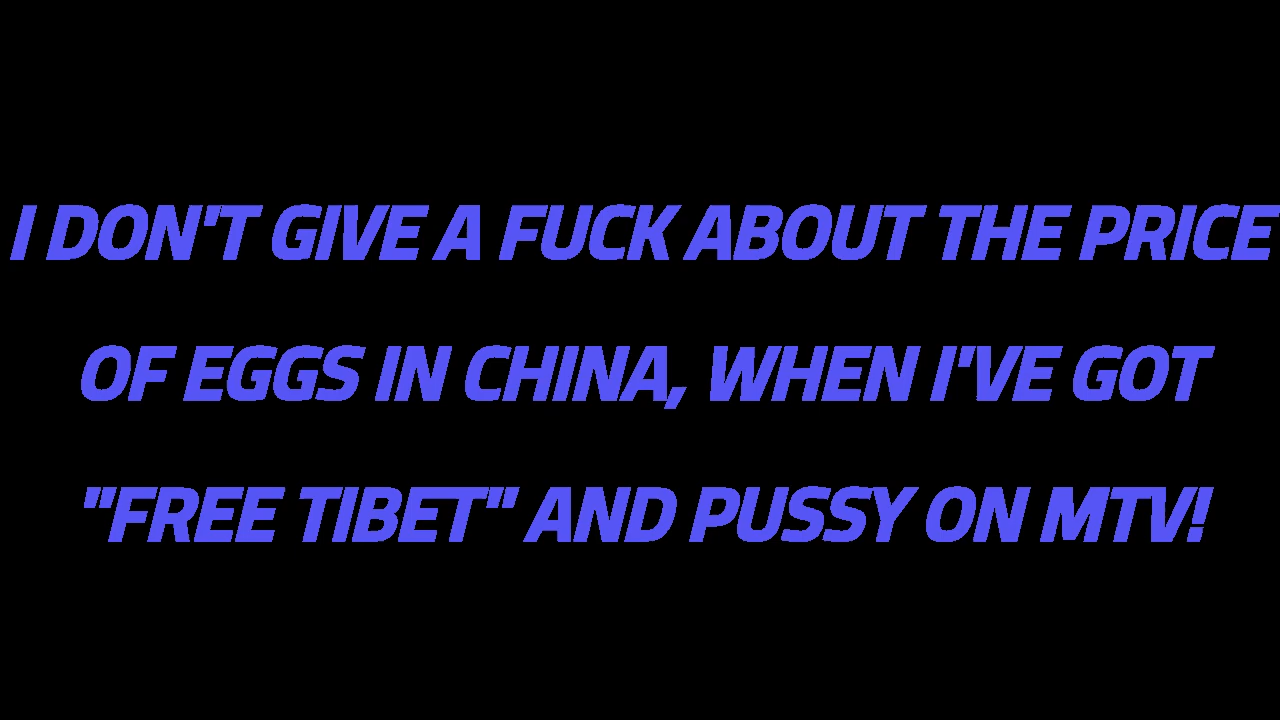 I DON'T GIVE A FUCK ABOUT THE PRICE
OF EGGS IN CHINA, WHEN I'VE GOT
"FREE TIBET" AND PUSSY ON MTV!